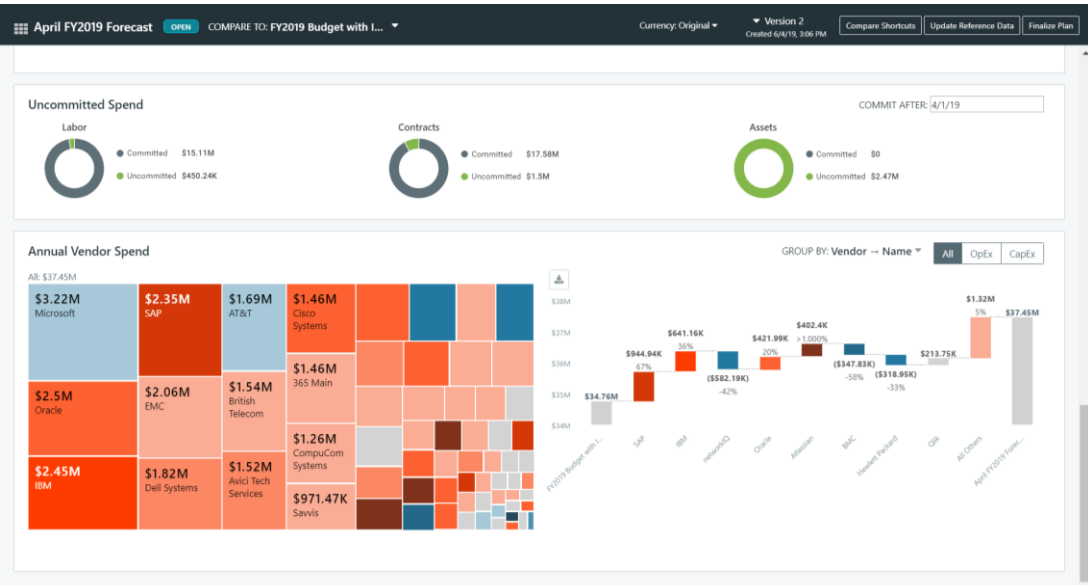 April FY2019 Forecast OPEN COMPARE TO: FY2019 Budget with I...
Currency: Original
Version 2
Created 6/4/19, 3:06 PM
Compare Shortcuts
Update Reference Data
Finalize Plan
Uncommitted Spend
COMMIT AFTER: 4/1/19
Labor
Committed $15.11M
Uncommitted $450.24K
Contracts
Committed $17.58M
Uncommitted $1.5M
Assets
Committed $0
Uncommitted $2.47M
Annual Vendor Spend
GROUP BY: Vendor → Name
All OpEx CapEx
All: $37.45M
$3.22M
Microsoft
$2.5M
Oracle
$2.45M
IBM
$2.35M
SAP
$2.06M
EMC
$1.82M
Dell Systems
$1.69M
AT&T
$1.54M
British
Telecom
$1.52M
Avici Tech
Services
$1.46M
Cisco
Systems
$1.46M
365 Main
$1.26M
CompuCom
Systems
$971.47K
Savvis
$38M
$37M
$36M
$35M
$34M
$34.76M
$944.94K
67%
$641.16K
36%
($582.19K)
-42%
$421.99K
20%
$402.4K
>1,000%
($347.83K)
-58%
($318.95K)
-33%
$213.75K
$1.32M
5%
$37.45M
FY2019 Budget with I...
SAP
IBM
networkIQ
Oracle
Atlassian
BMC
Hewlett Packard
Qlik
All Others
April FY2019 Forec...